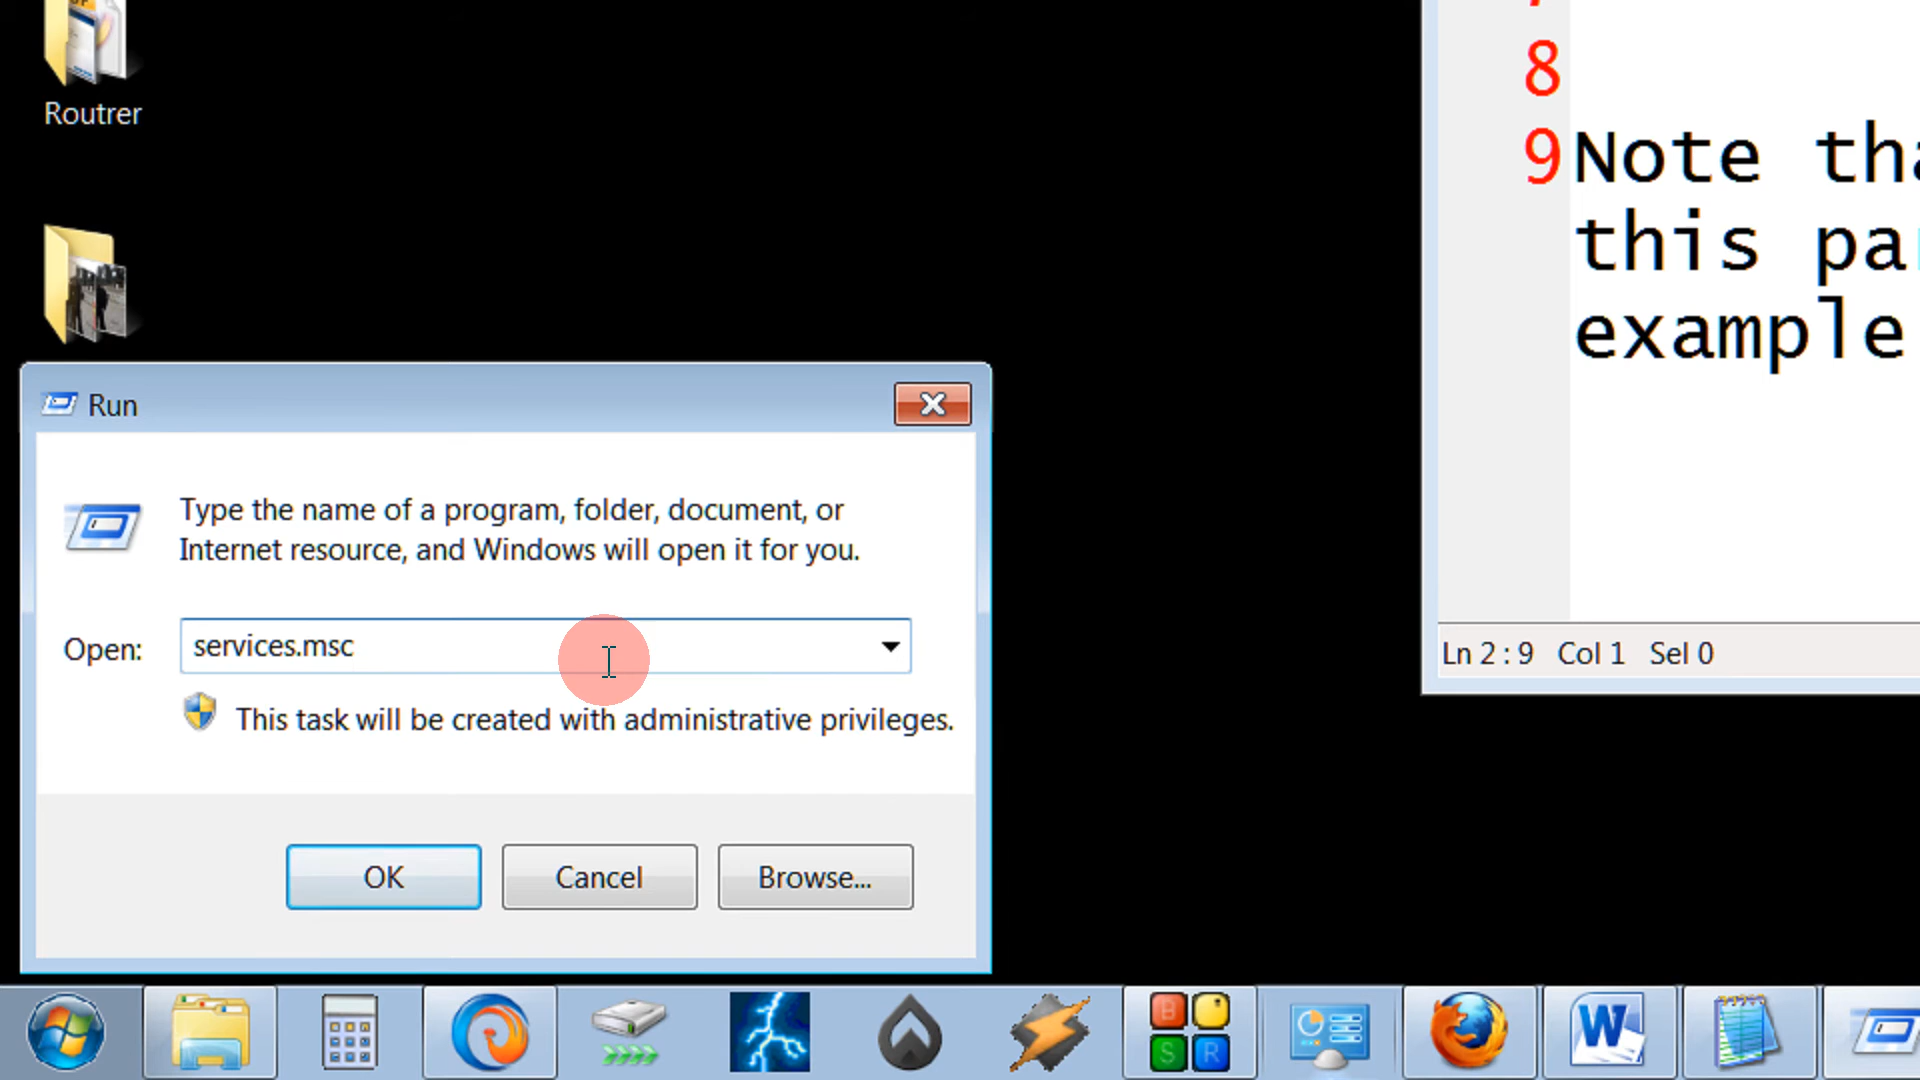 Routrer
8
9 Note
this
example
Run
Type the name of a program, folder, document, or
Internet resource, and Windows will open it for you.
Open: services.msc
This task will be created with administrative privileges.
OK Cancel Browse...
Ln 2 : 9 Col 1 Sel 0
B
S R
W